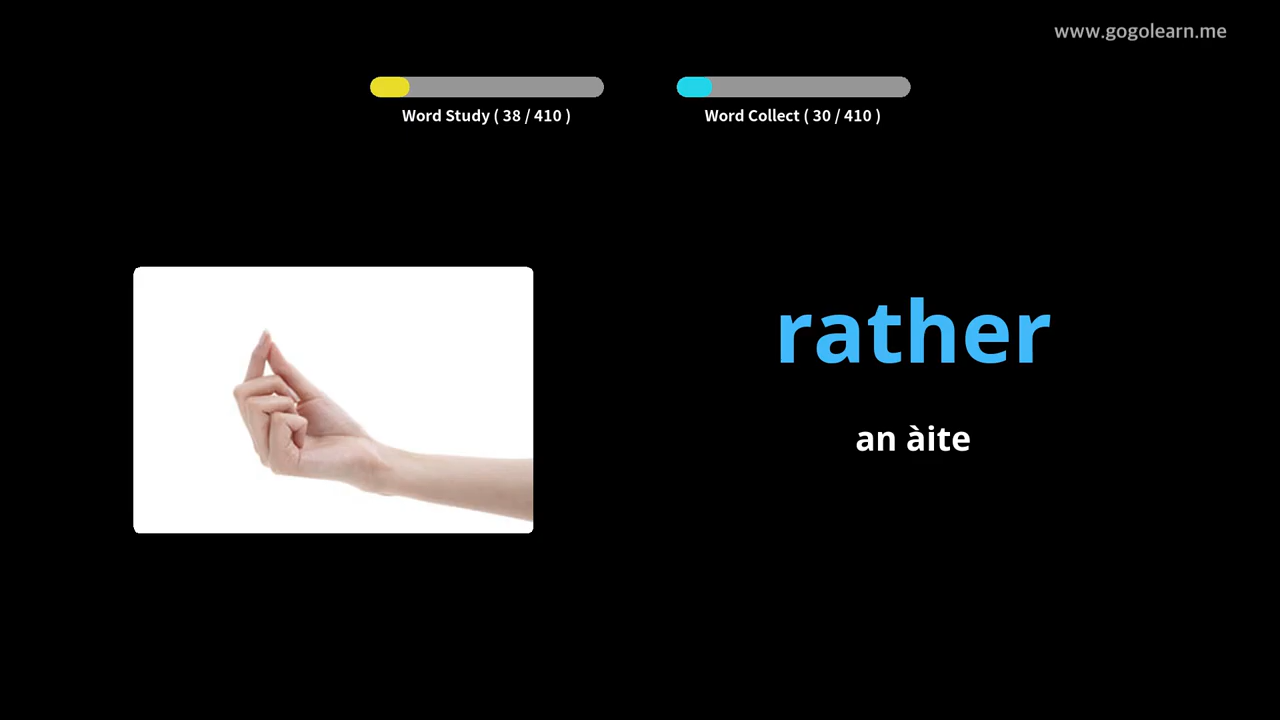 www.gogolearn.me
Word Study ( 38 / 410 )
Word Collect ( 30 / 410 )
rather
an àite